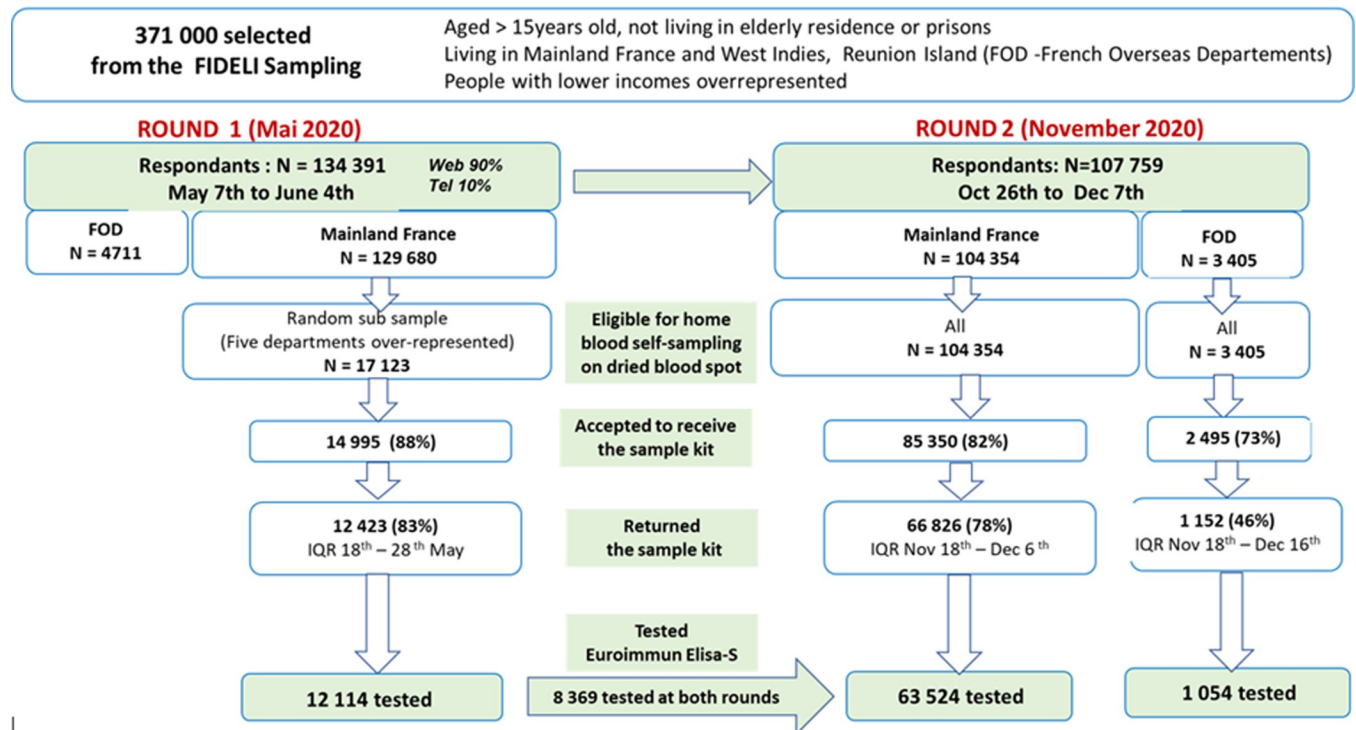 371 000 selected
from the FIDELI Sampling
Aged > 15years old, not living in elderly residence or prisons
Living in Mainland France and West Indies, Reunion Island (FOD -French Overseas Departements)
People with lower incomes overrepresented
ROUND 1 (Mai 2020)
Respondants : N = 134 391
May 7th to June 4th
Web 90%
Tel 10%
ROUND 2 (November 2020)
Respondants: N=107 759
Oct 26th to Dec 7th
FOD
N = 4711
Mainland France
N = 129 680
Mainland France
N = 104 354
FOD
N = 3 405
Random sub sample
(Five departments over-represented)
N = 17 123
Eligible for home
blood self-sampling
on dried blood spot
All
N = 104 354
All
N = 3 405
14 995 (88%)
Accepted to receive
the sample kit
85 350 (82%)
2 495 (73%)
12 423 (83%)
IQR 18th – 28 th May
Returned
the sample kit
66 826 (78%)
IQR Nov 18th – Dec 6 th
1 152 (46%)
IQR Nov 18th – Dec 16th
Tested
Euroimmun Elisa-S
12 114 tested
8 369 tested at both rounds
63 524 tested
1 054 tested